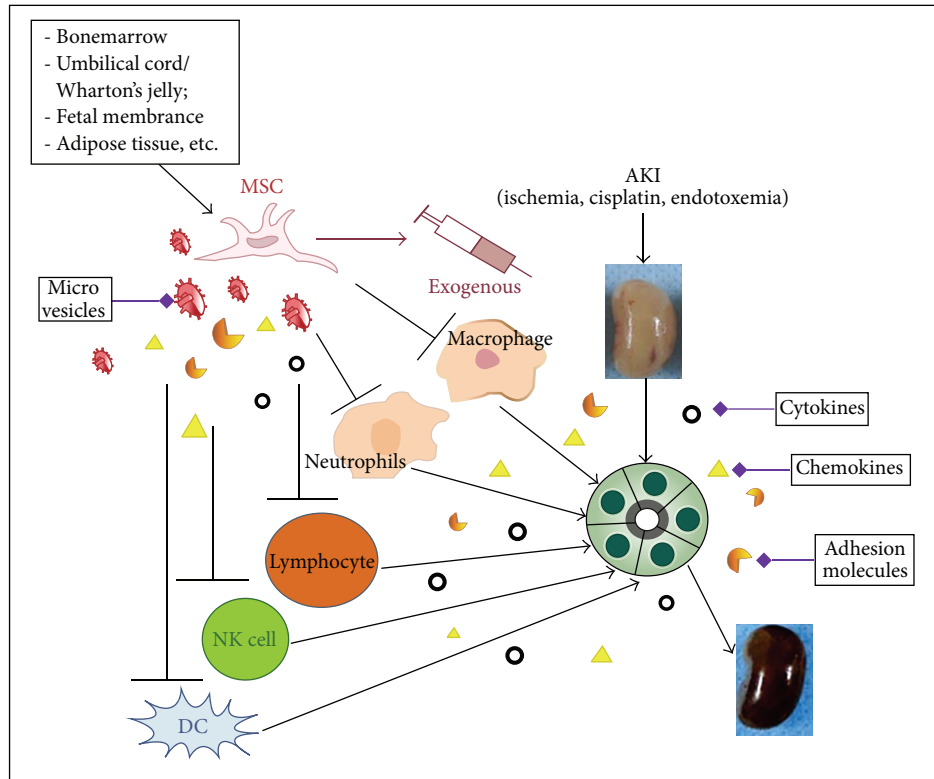 - Bonemarrow
- Umbilical cord/
Wharton's jelly;
- Fetal membrance
- Adipose tissue, etc.
MSC
AKI
(ischemia, cisplatin, endotoxemia)
Exogenous
Micro
vesicles
Macrophage
Neutrophils
Cytokines
Chemokines
Adhesion
molecules
Lymphocyte
NK cell
DC